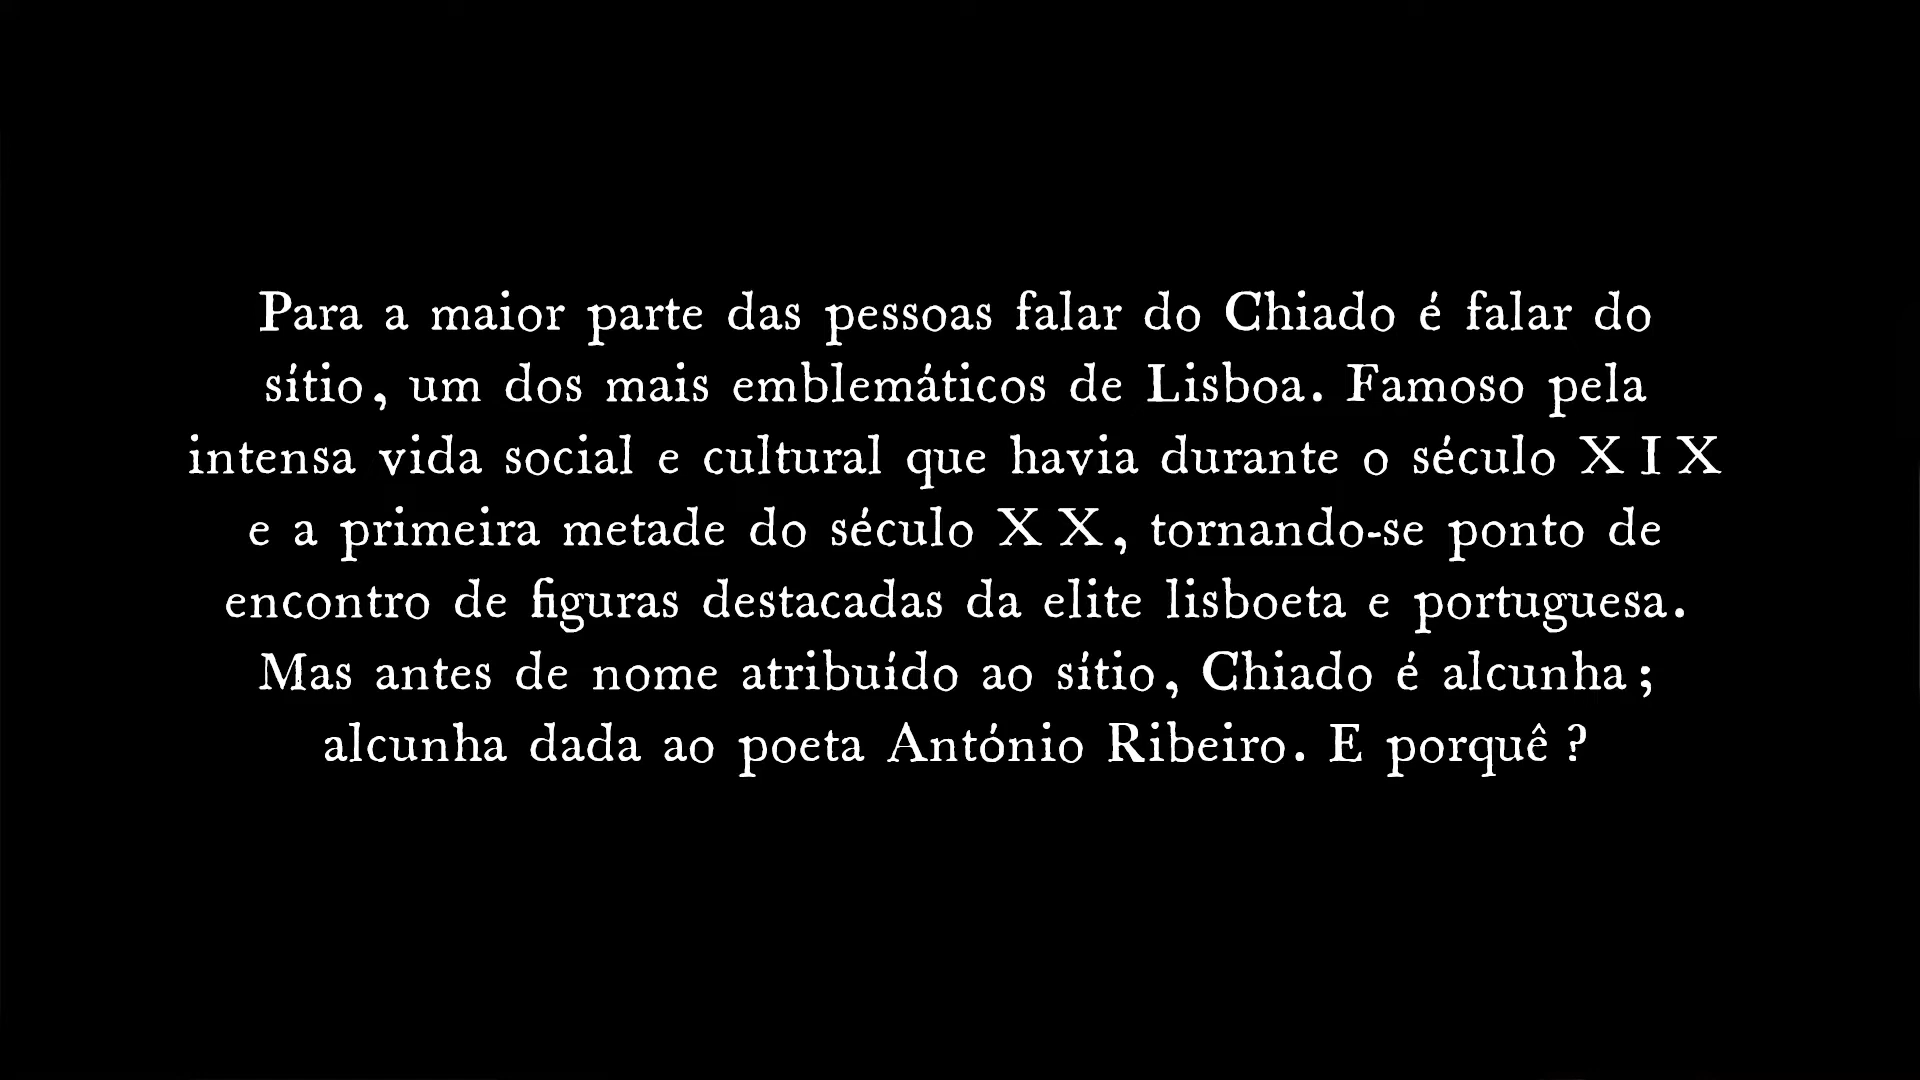 Para a maior parte das pessoas falar do Chiado é falar do
sítio, um dos mais emblemáticos de Lisboa. Famoso pela
intensa vida social e cultural que havia durante o século XIX
e a primeira metade do século XX, tornando-se ponto de
encontro de figuras destacadas da elite lisboeta e portuguesa.
Mas antes de nome atribuído ao sítio, Chiado é alcunha;
alcunha dada ao poeta António Ribeiro. E porquê?